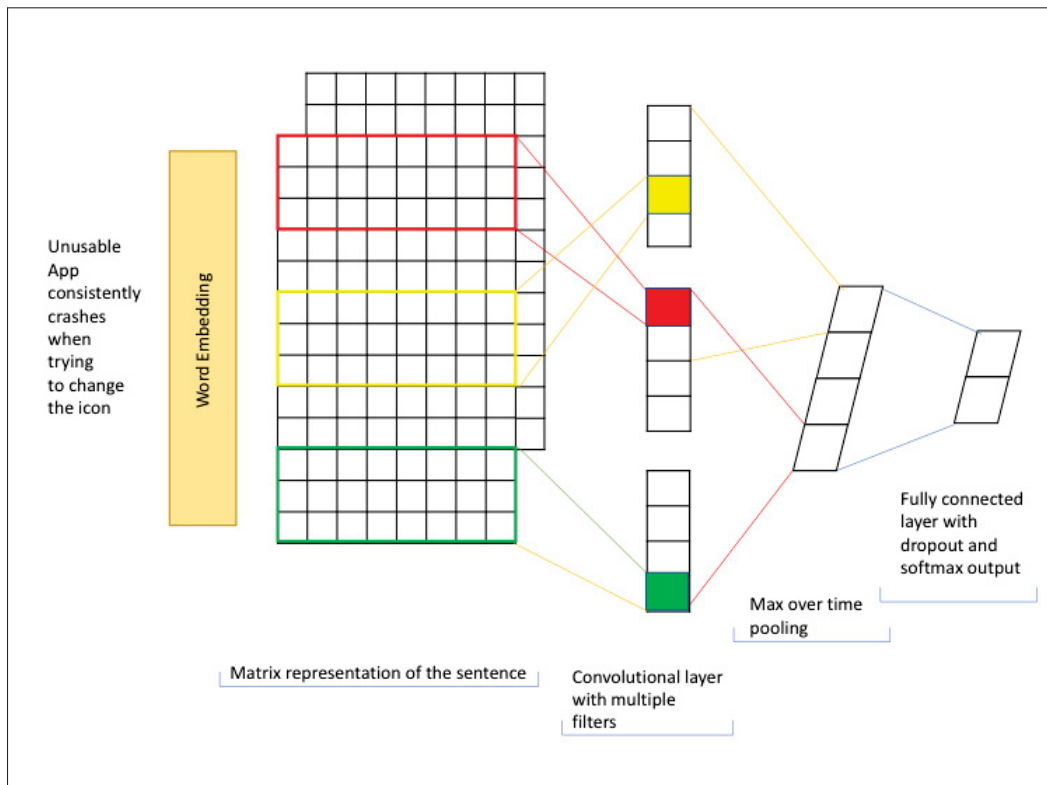 Unusable
App
consistently
crashes
when
trying
to change
the icon
Word Embedding
Matrix representation of the sentence
Convolutional layer
with multiple
filters
Max over time
pooling
Fully connected
layer with
dropout and
softmax output